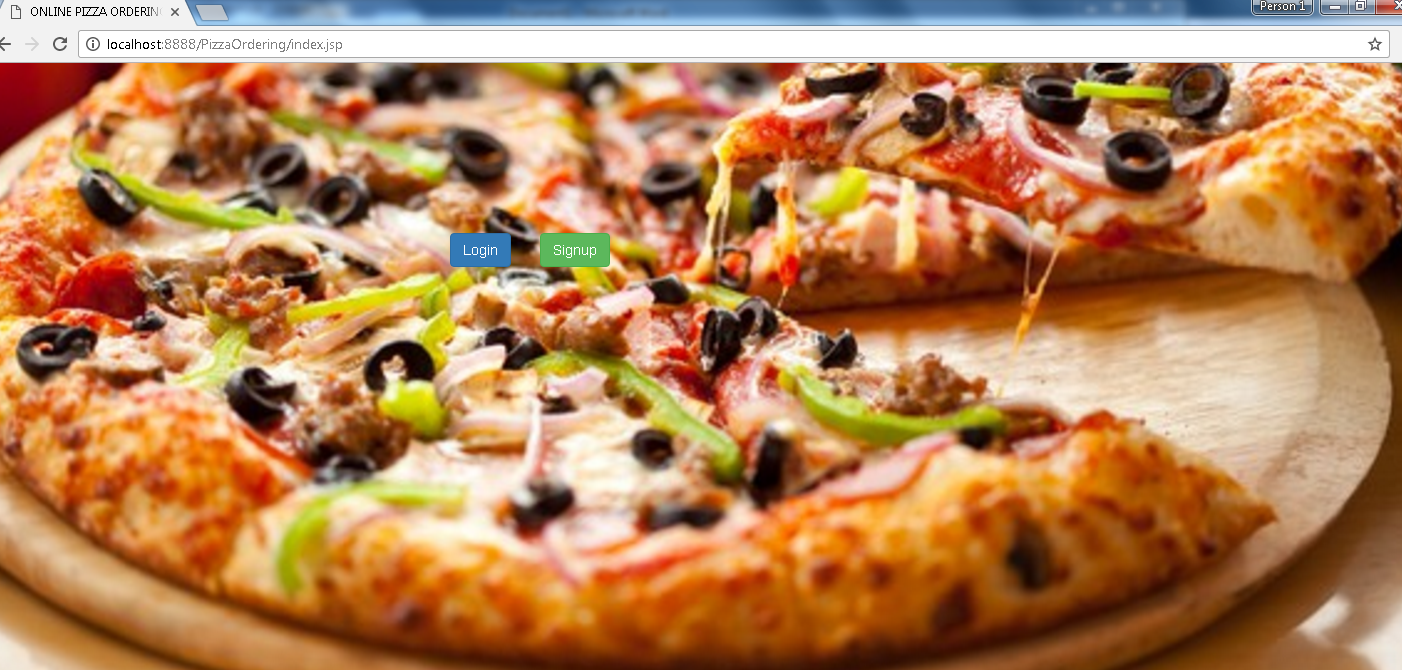 ONLINE PIZZA ORDERIN
Person 1
localhost:8888/PizzaOrdering/index.jsp
Login
Signup